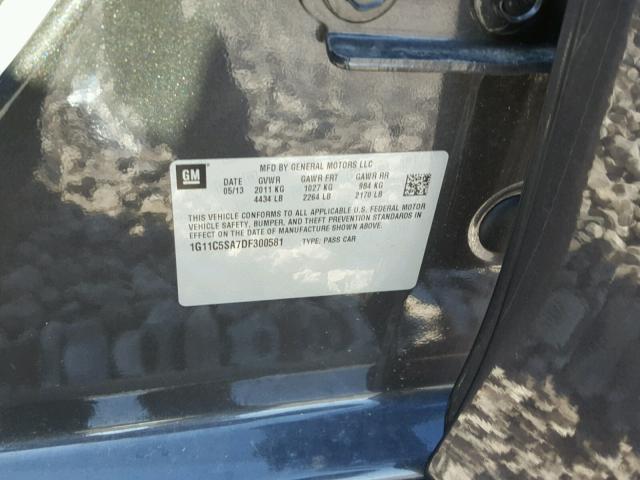 GM
MFD BY GENERAL MOTORS LLC
DATE GVWR GAWR FRT GAWR RR
05/13 2011 KG 1027 KG 984 KG
4434 LB 2264 LB 2170 LB
THIS VEHICLE CONFORMS TO ALL APPLICABLE U.S. FEDERAL MOTOR
VEHICLE SAFETY, BUMPER, AND THEFT PREVENTION STANDARDS IN
EFFECT ON THE DATE OF MANUFACTURE SHOWN ABOVE.
1G11C5SA7DF300581 TYPE: PASS CAR